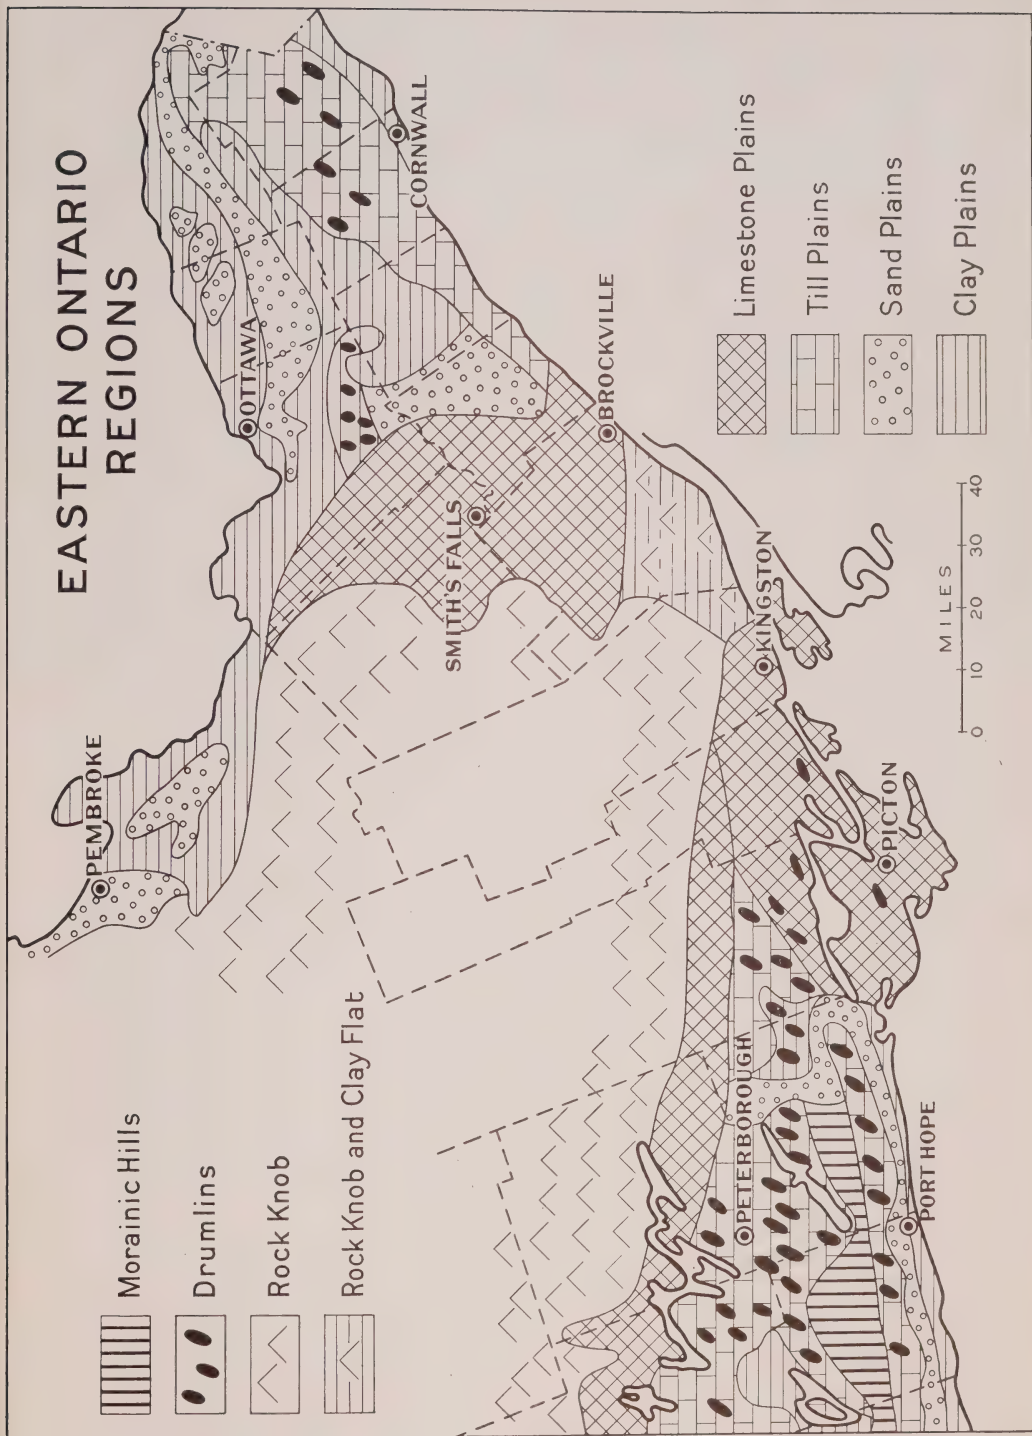 EASTERN ONTARIO
REGIONS
PEMBROKE
OTTAWA
CORNWALL
SMITH'S FALLS
BROCKVILLE
KINGSTON
PICTON
PETERBOROUGH
PORT HOPE
Morainic Hills
Drumlins
Rock Knob
Rock Knob and Clay Flat
MILES
0 10 20 30 40
Limestone Plains
Till Plains
Sand Plains
Clay Plains